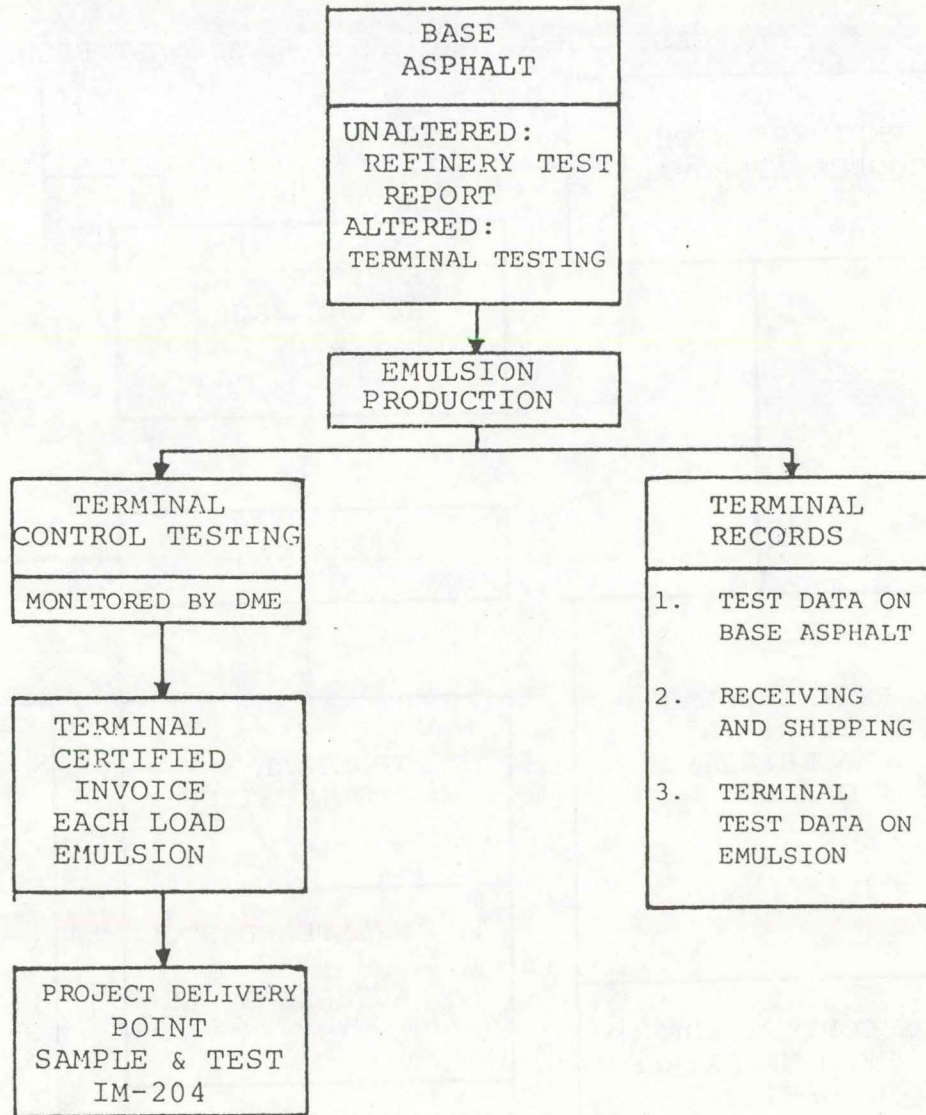 BASE
ASPHALT
UNALTERED:
REFINERY TEST
REPORT
ALTERED:
TERMINAL TESTING
EMULSION
PRODUCTION
TERMINAL
CONTROL TESTING
MONITORED BY DME
TERMINAL
CERTIFIED
INVOICE
EACH LOAD
EMULSION
PROJECT DELIVERY
POINT
SAMPLE & TEST
IM-204
TERMINAL
RECORDS
1. TEST DATA ON
BASE ASPHALT
2. RECEIVING
AND SHIPPING
3. TERMINAL
TEST DATA ON
EMULSION